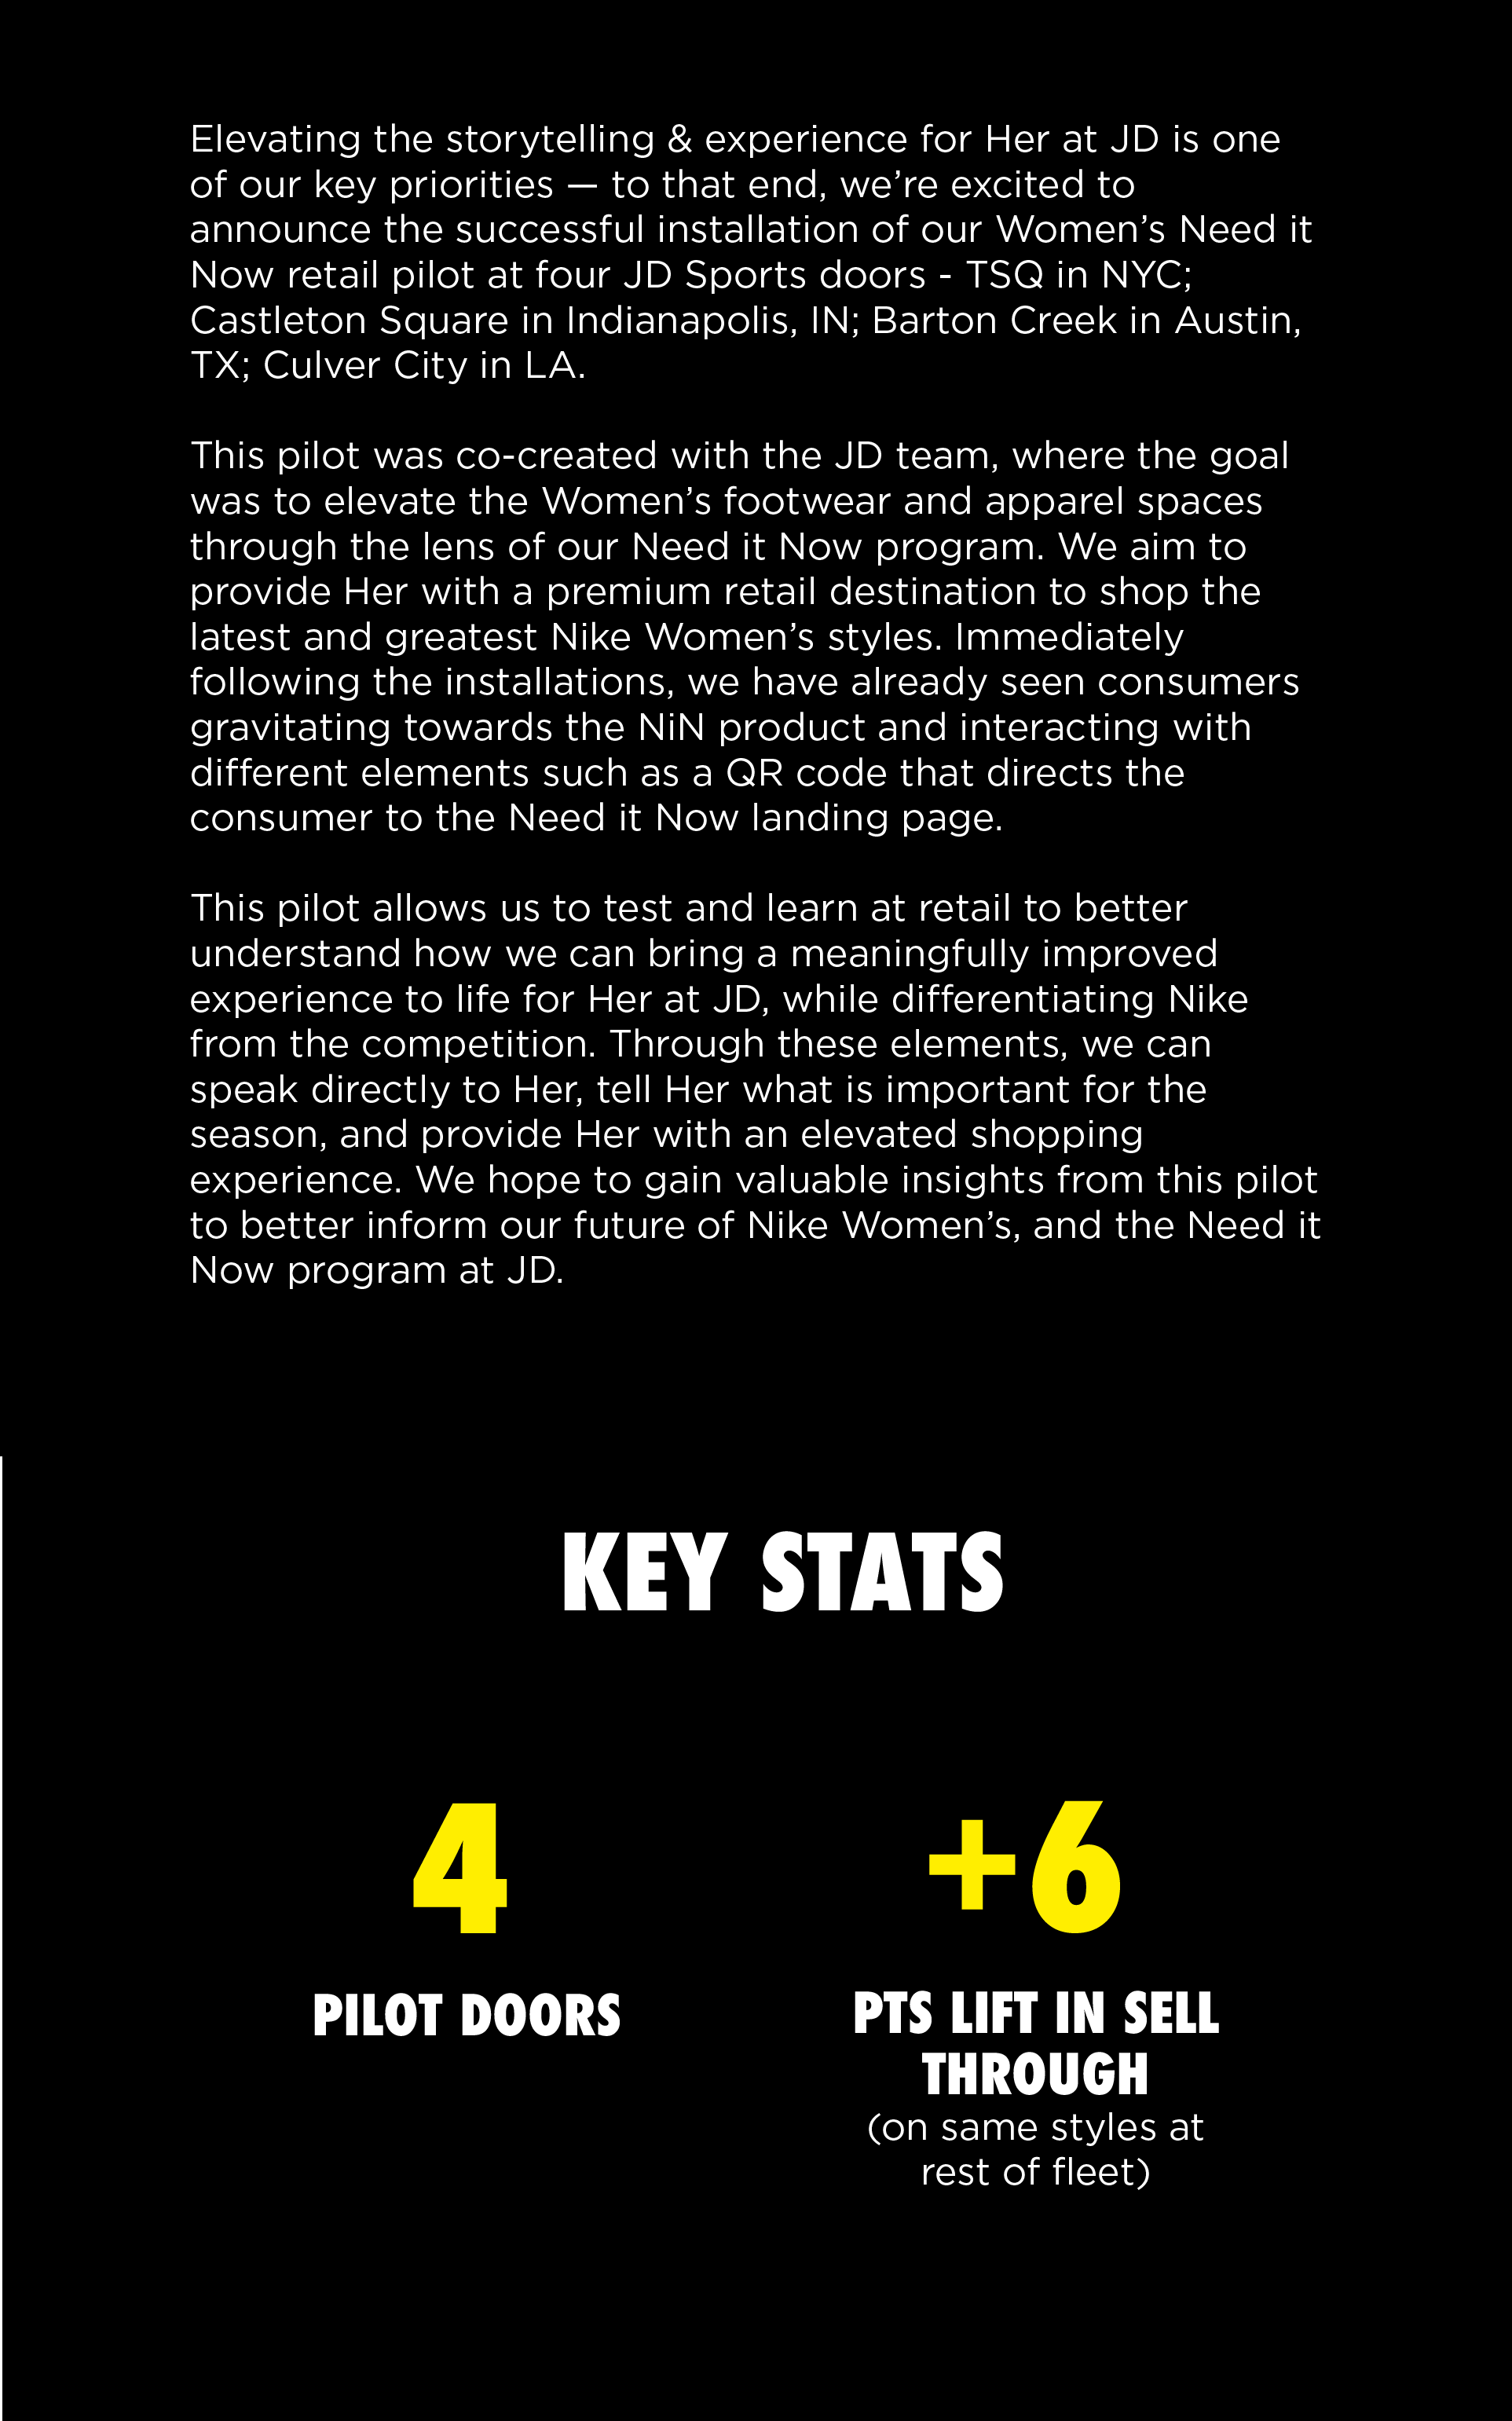 Elevating the storytelling & experience for Her at JD is one
of our key priorities — to that end, we’re excited to
announce the successful installation of our Women’s Need it
Now retail pilot at four JD Sports doors - TSQ in NYC;
Castleton Square in Indianapolis, IN; Barton Creek in Austin,
TX; Culver City in LA.
This pilot was co-created with the JD team, where the goal
was to elevate the Women’s footwear and apparel spaces
through the lens of our Need it Now program. We aim to
provide Her with a premium retail destination to shop the
latest and greatest Nike Women’s styles. Immediately
following the installations, we have already seen consumers
gravitating towards the NiN product and interacting with
different elements such as a QR code that directs the
consumer to the Need it Now landing page.
This pilot allows us to test and learn at retail to better
understand how we can bring a meaningfully improved
experience to life for Her at JD, while differentiating Nike
from the competition. Through these elements, we can
speak directly to Her, tell Her what is important for the
season, and provide Her with an elevated shopping
experience. We hope to gain valuable insights from this pilot
to better inform our future of Nike Women’s, and the Need it
Now program at JD.
KEY STATS
4
PILOT DOORS
+6
PTS LIFT IN SELL
THROUGH
(on same styles at
rest of fleet)